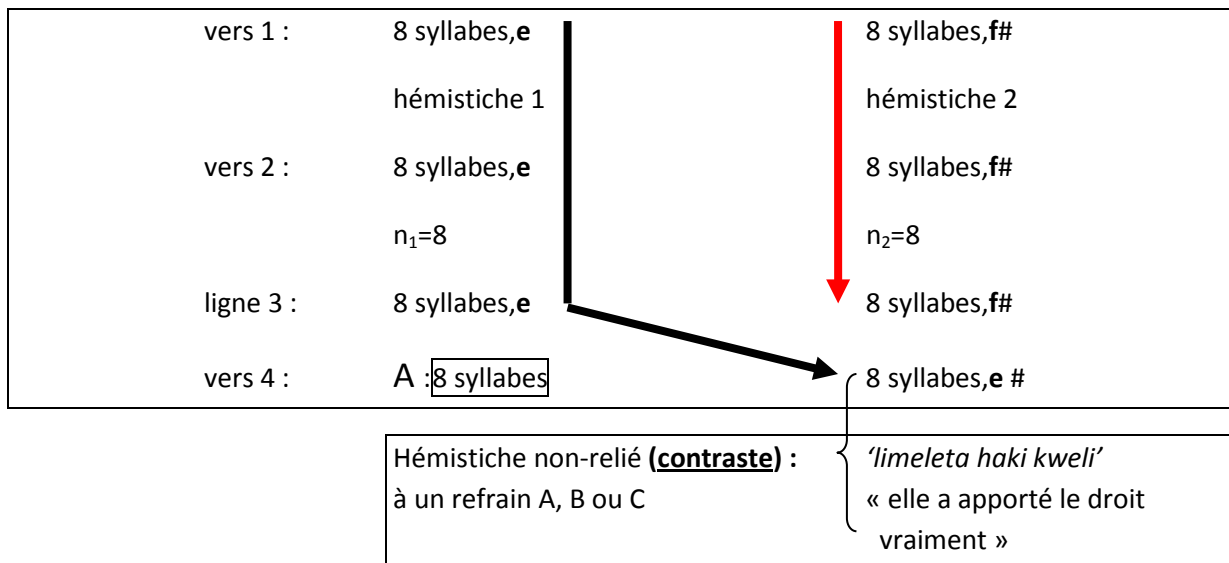 vers 1 : 8 syllabes,e 8 syllabes,f#
hémistiche 1 hémistiche 2
vers 2 : 8 syllabes,e 8 syllabes,f#
n₁=8 n₂=8
ligne 3 : 8 syllabes,e 8 syllabes,f#
vers 4 : A :8 syllabes 8 syllabes,e #
Hémistiche non-relié (contraste) : ‘limeleta haki kweli’
à un refrain A, B ou C « elle a apporté le droit
vraiment »